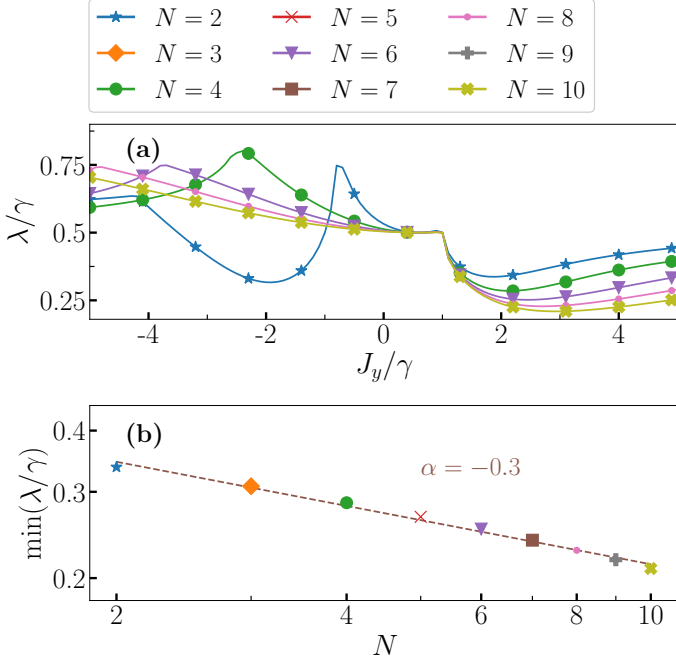 N = 2 N = 5 N = 8
N = 3 N = 6 N = 9
N = 4 N = 7 N = 10
(a)
0.75
0.5
0.25
λ/γ
-4 -2 0 2 4
J_y/γ
(b)
α = −0.3
0.4
0.3
0.2
min(λ/γ)
2 4 6 8 10
N